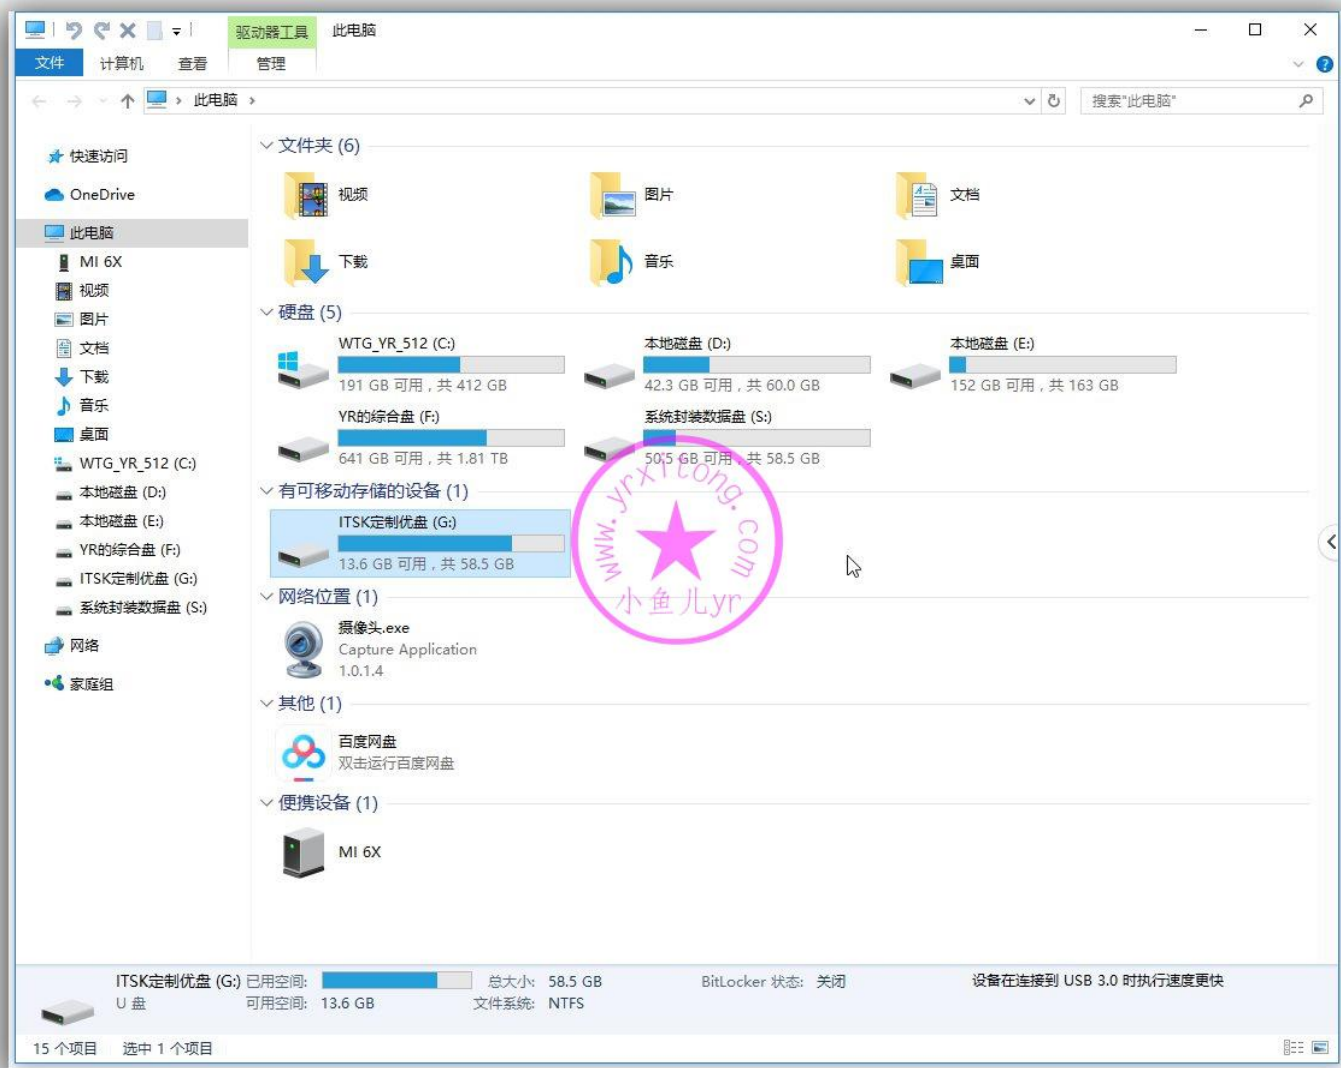 驱动器工具 此电脑
文件 计算机 查看 管理
此电脑 搜索"此电脑"
快速访问
OneDrive
此电脑
MI 6X
视频
图片
文档
下载
音乐
桌面
WTG_YR_512 (C:)
本地磁盘 (D:)
本地磁盘 (E:)
YR的综合盘 (F:)
ITSK定制优盘 (G:)
系统封装数据盘 (S:)
网络
家庭组
文件夹 (6)
视频 图片 文档
下载 音乐 桌面
硬盘 (5)
WTG_YR_512 (C:) 本地磁盘 (D:) 本地磁盘 (E:)
191 GB 可用，共 412 GB 42.3 GB 可用，共 60.0 GB 152 GB 可用，共 163 GB
YR的综合盘 (F:) 系统封装数据盘 (S:)
641 GB 可用，共 1.81 TB 50.5 GB 可用，共 58.5 GB
有可移动存储的设备 (1)
ITSK定制优盘 (G:)
13.6 GB 可用，共 58.5 GB
www.yrxitong.com
小鱼儿yr
网络位置 (1)
摄像头.exe
Capture Application
1.0.1.4
其他 (1)
百度网盘
双击运行百度网盘
便携设备 (1)
MI 6X
ITSK定制优盘 (G:) 已用空间: 总大小: 58.5 GB BitLocker 状态: 关闭 设备在连接到 USB 3.0 时执行速度更快
U 盘 可用空间: 13.6 GB 文件系统: NTFS
15 个项目 选中 1 个项目